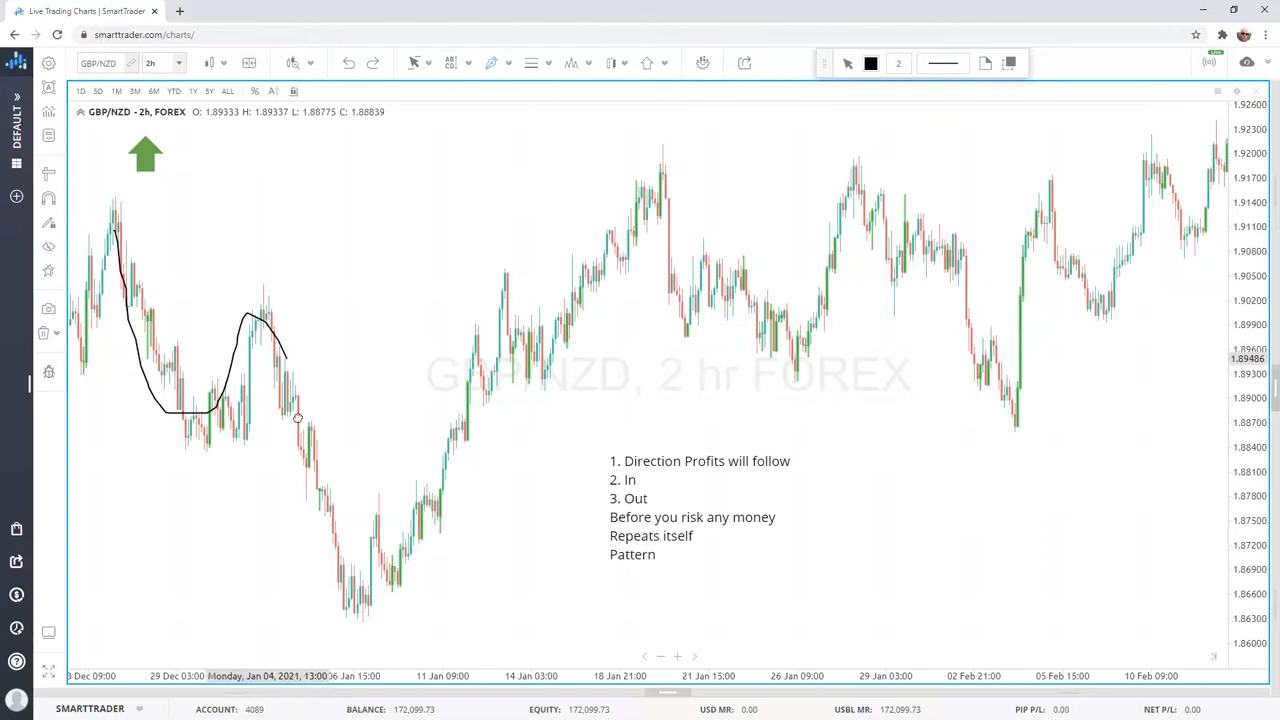 Live Trading Charts | SmartTrader
smarttrader.com/charts/
GBP/NZD 2h ABC 2 Live
1D 5D 1M 3M 6M YTD 1Y 5Y ALL % A
GBP/NZD - 2h, FOREX O: 1.89333 H: 1.89337 L: 1.88775 C: 1.88839
DEFAULT
GBP/NZD, 2 hr FOREX
1. Direction Profits will follow
2. In
3. Out
Before you risk any money
Repeats itself
Pattern
1.92600
1.92300
1.92000
1.91400
1.91100
1.90800
1.90500
1.90200
1.89900
1.89600
1.89486
1.89300
1.89000
1.88700
1.88400
1.88100
1.87800
1.87500
1.87200
1.86900
1.86600
1.86300
1.86000
3 Dec 09:00 29 Dec 03:00 Monday, Jan 04, 2021, 13:00 06 Jan 15:00 11 Jan 09:00 14 Jan 03:00 18 Jan 21:00 21 Jan 15:00 26 Jan 09:00 29 Jan 03:00 02 Feb 21:00 05 Feb 15:00 10 Feb 09:00
SMARTTRADER ACCOUNT: 4089 BALANCE: 172,099.73 EQUITY: 172,099.73 USD MR: 0.00 USBL MR: 172,099.73 PIP P/L: 0.00 NET P/L: 0.00